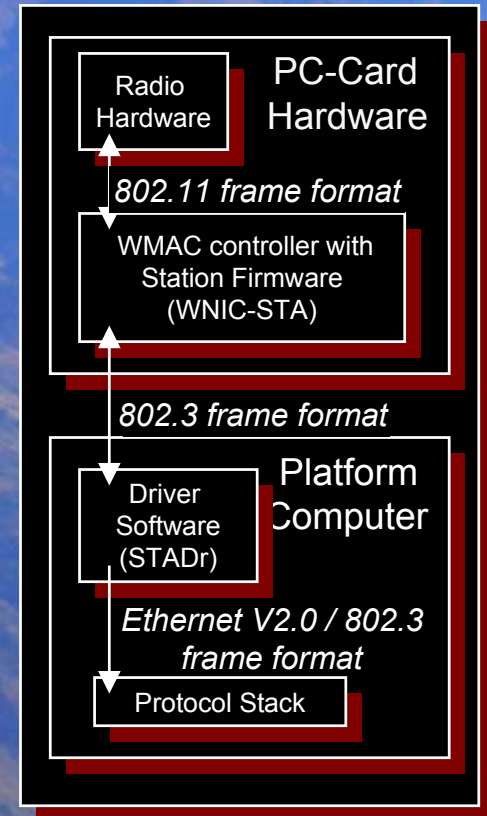 PC-Card
Hardware
Radio
Hardware
802.11 frame format
WMAC controller with
Station Firmware
(WNIC-STA)
802.3 frame format
Platform
Computer
Driver
Software
(STADr)
Ethernet V2.0 / 802.3
frame format
Protocol Stack